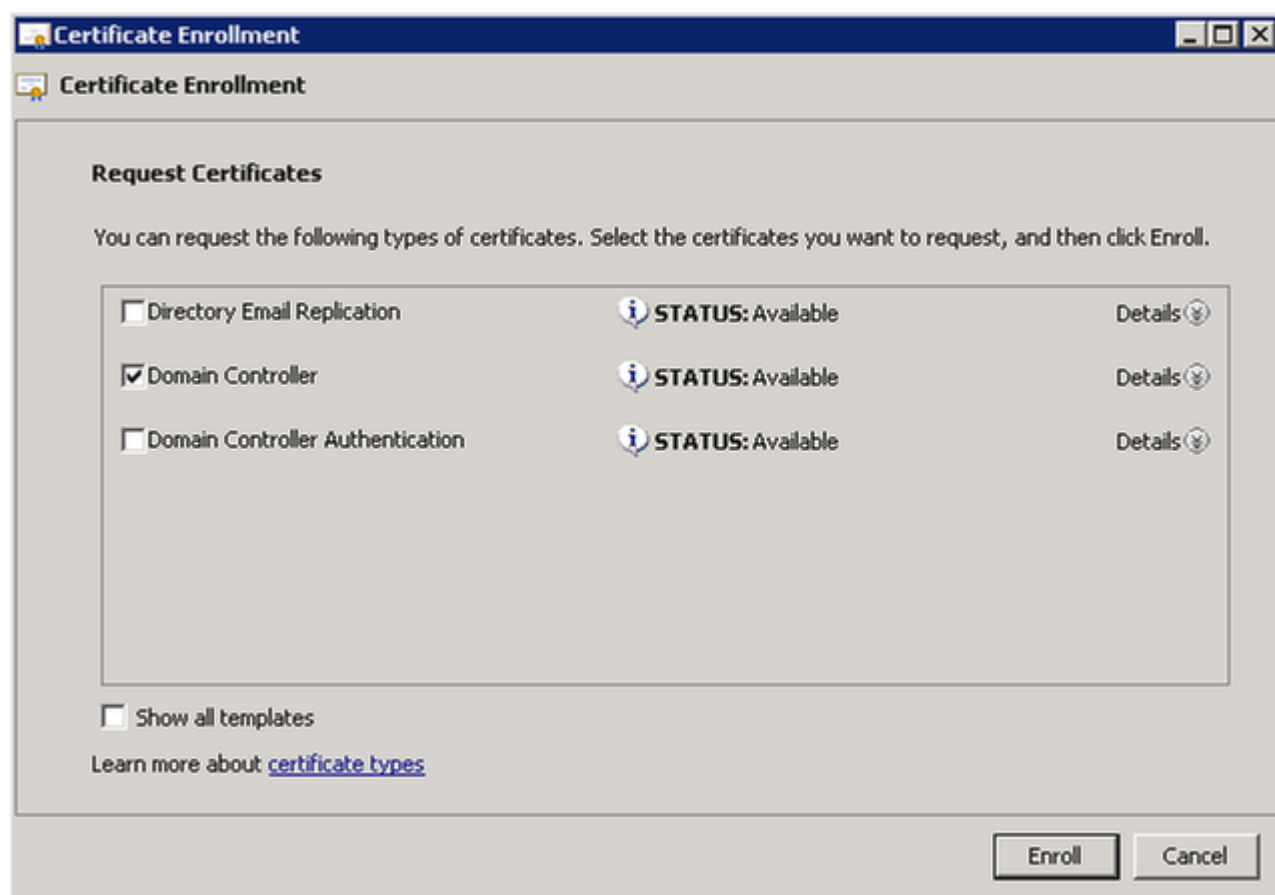 Certificate Enrollment
Certificate Enrollment
Request Certificates
You can request the following types of certificates. Select the certificates you want to request, and then click Enroll.
Directory Email Replication STATUS: Available Details
Domain Controller STATUS: Available Details
Domain Controller Authentication STATUS: Available Details
Show all templates
Learn more about certificate types
Enroll Cancel